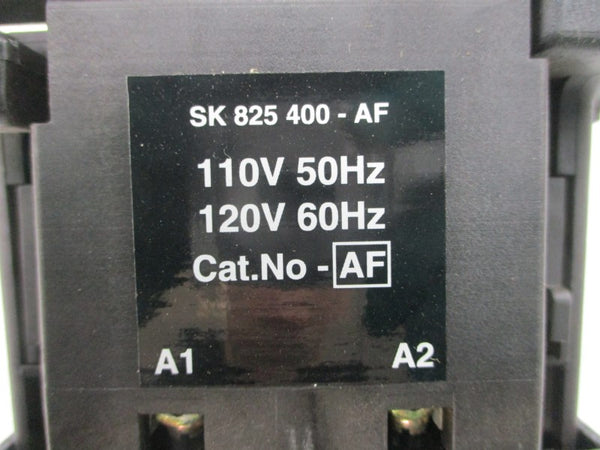 SK 825 400 - AF
110V 50Hz
120V 60Hz
Cat.No - AF
A1 A2